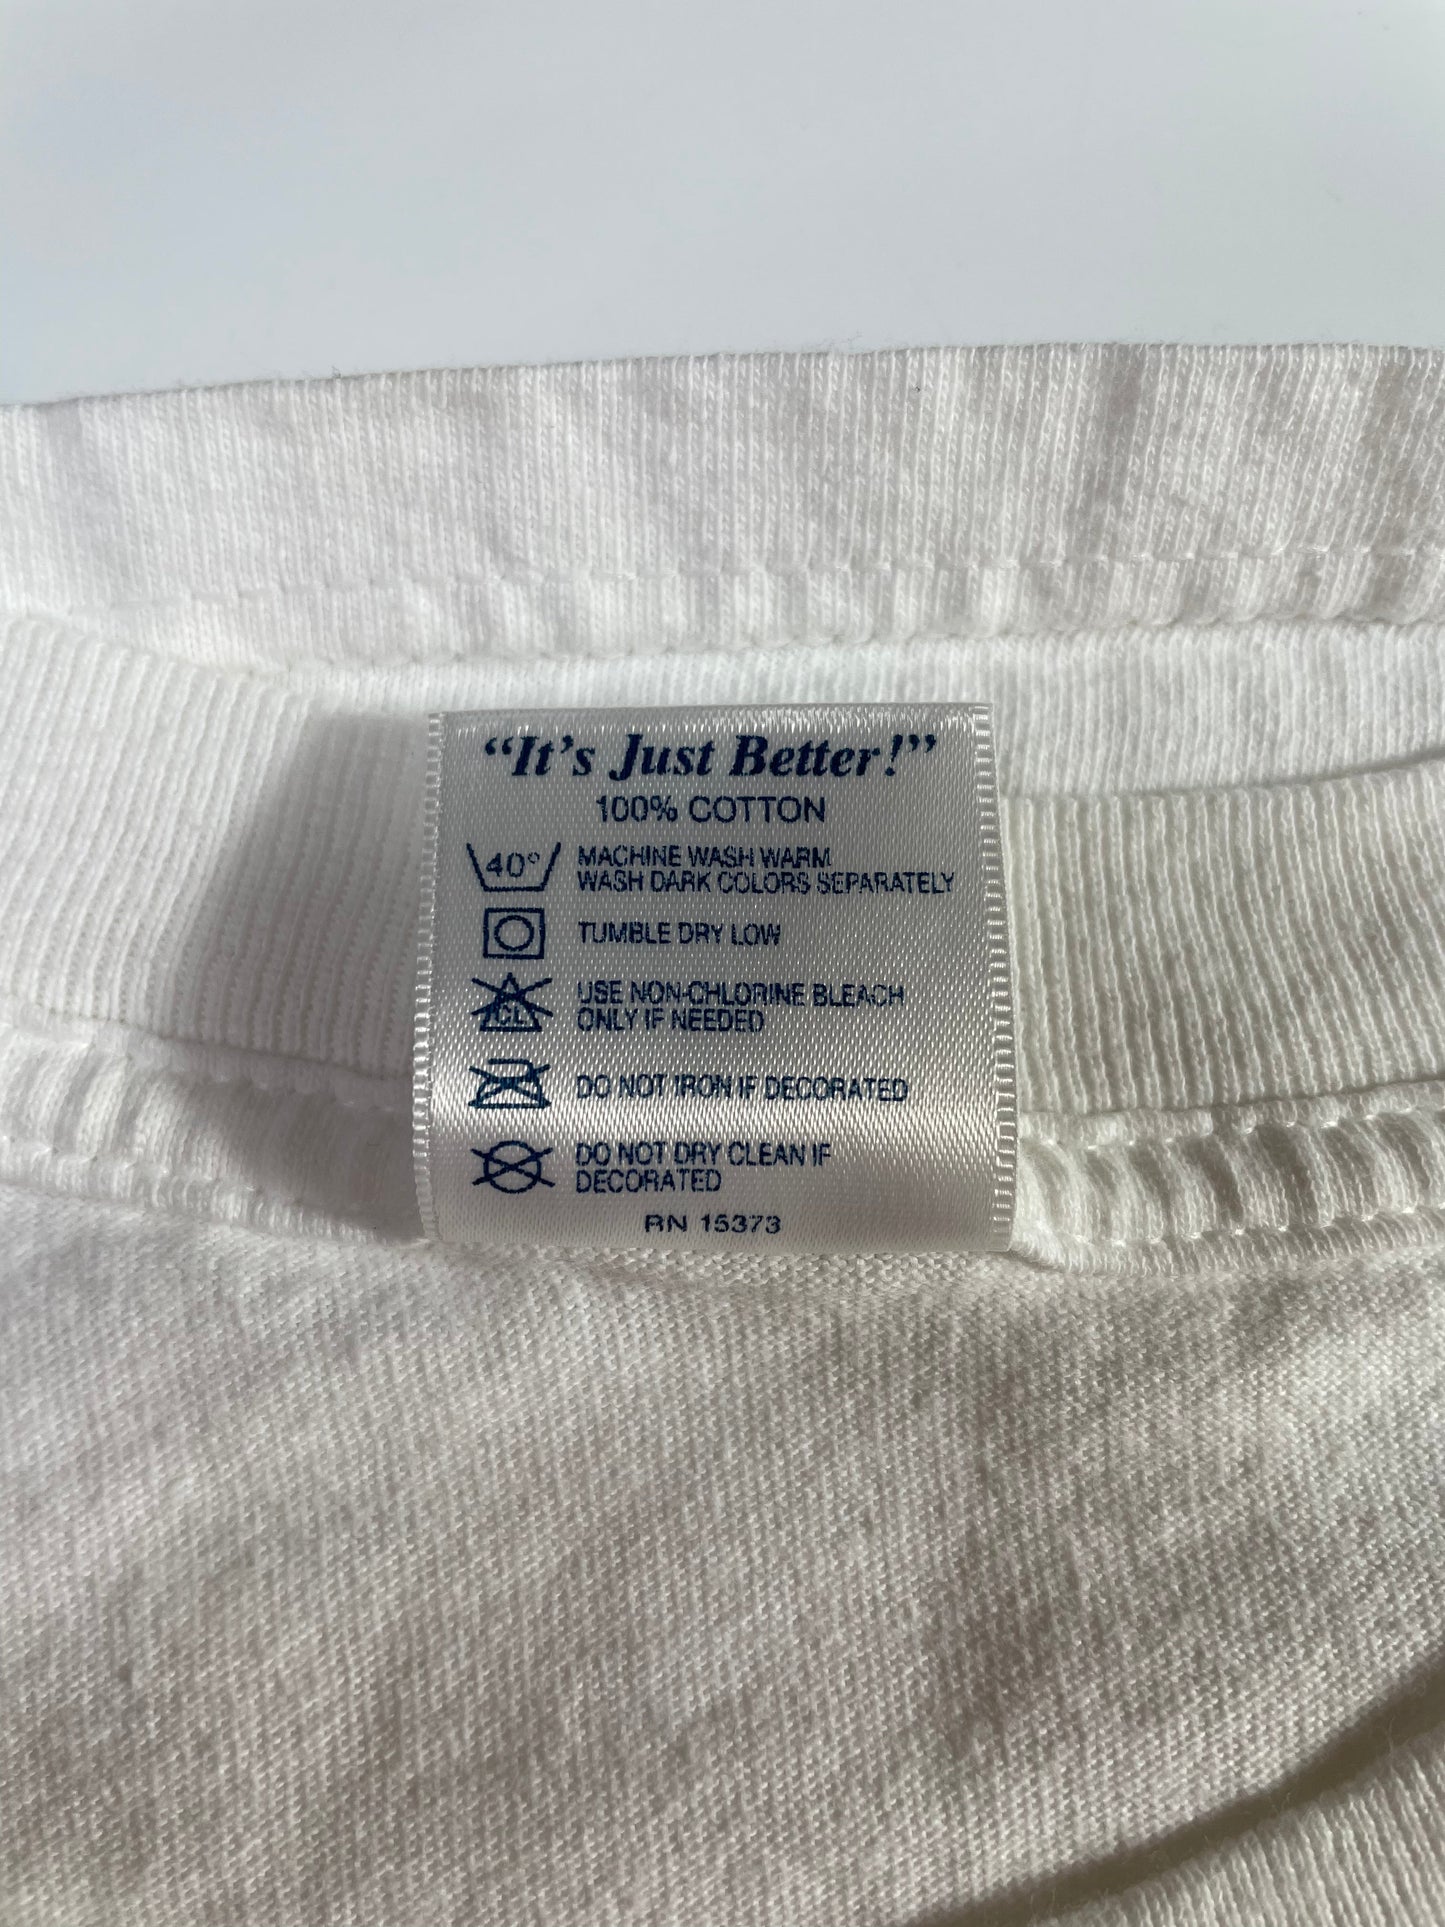 “It’s Just Better!”
100% COTTON
40° MACHINE WASH WARM
WASH DARK COLORS SEPARATELY
TUMBLE DRY LOW
CL USE NON-CHLORINE BLEACH
ONLY IF NEEDED
DO NOT IRON IF DECORATED
DO NOT DRY CLEAN IF
DECORATED
RN 15373